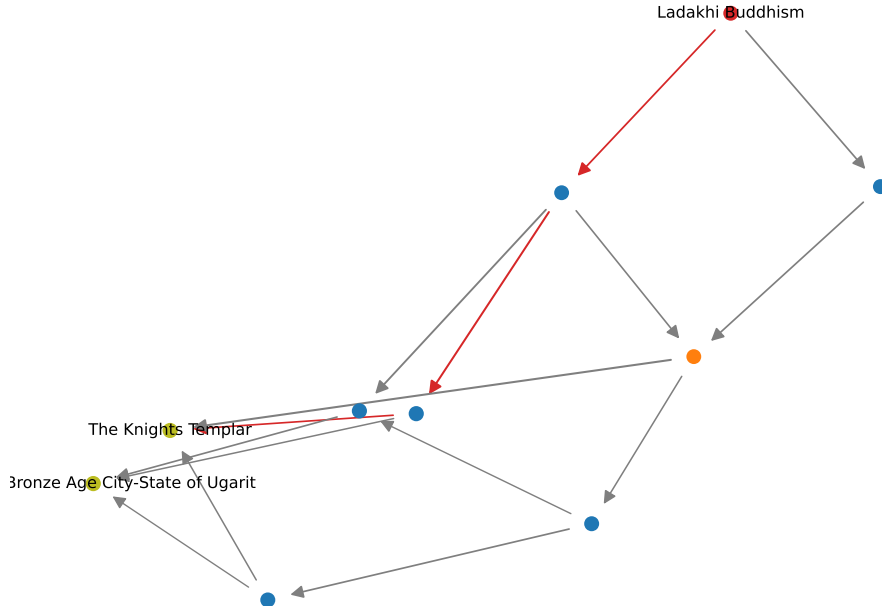 Ladakhi Buddhism
The Knights Templar
Bronze Age City-State of Ugarit